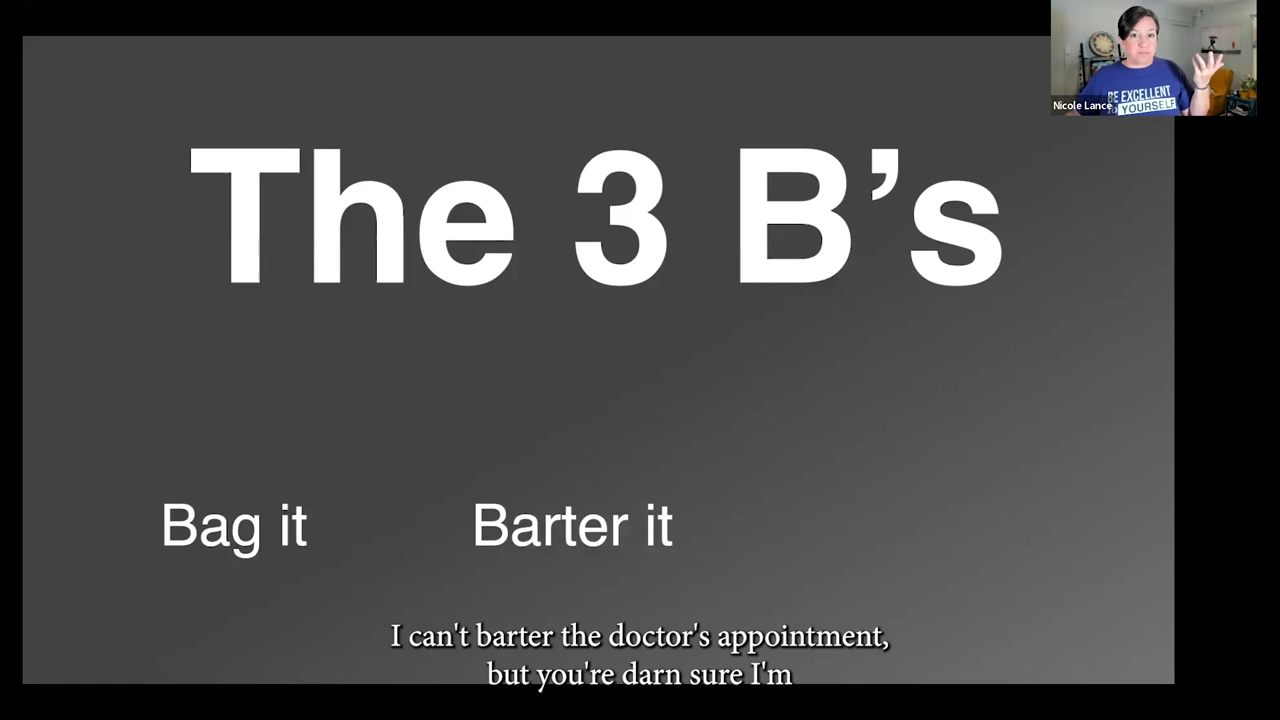 BE EXCELLENT
TO YOURSELF
Nicole Lance
The 3 B’s
Bag it
Barter it
I can't barter the doctor's appointment,
but you're darn sure I'm